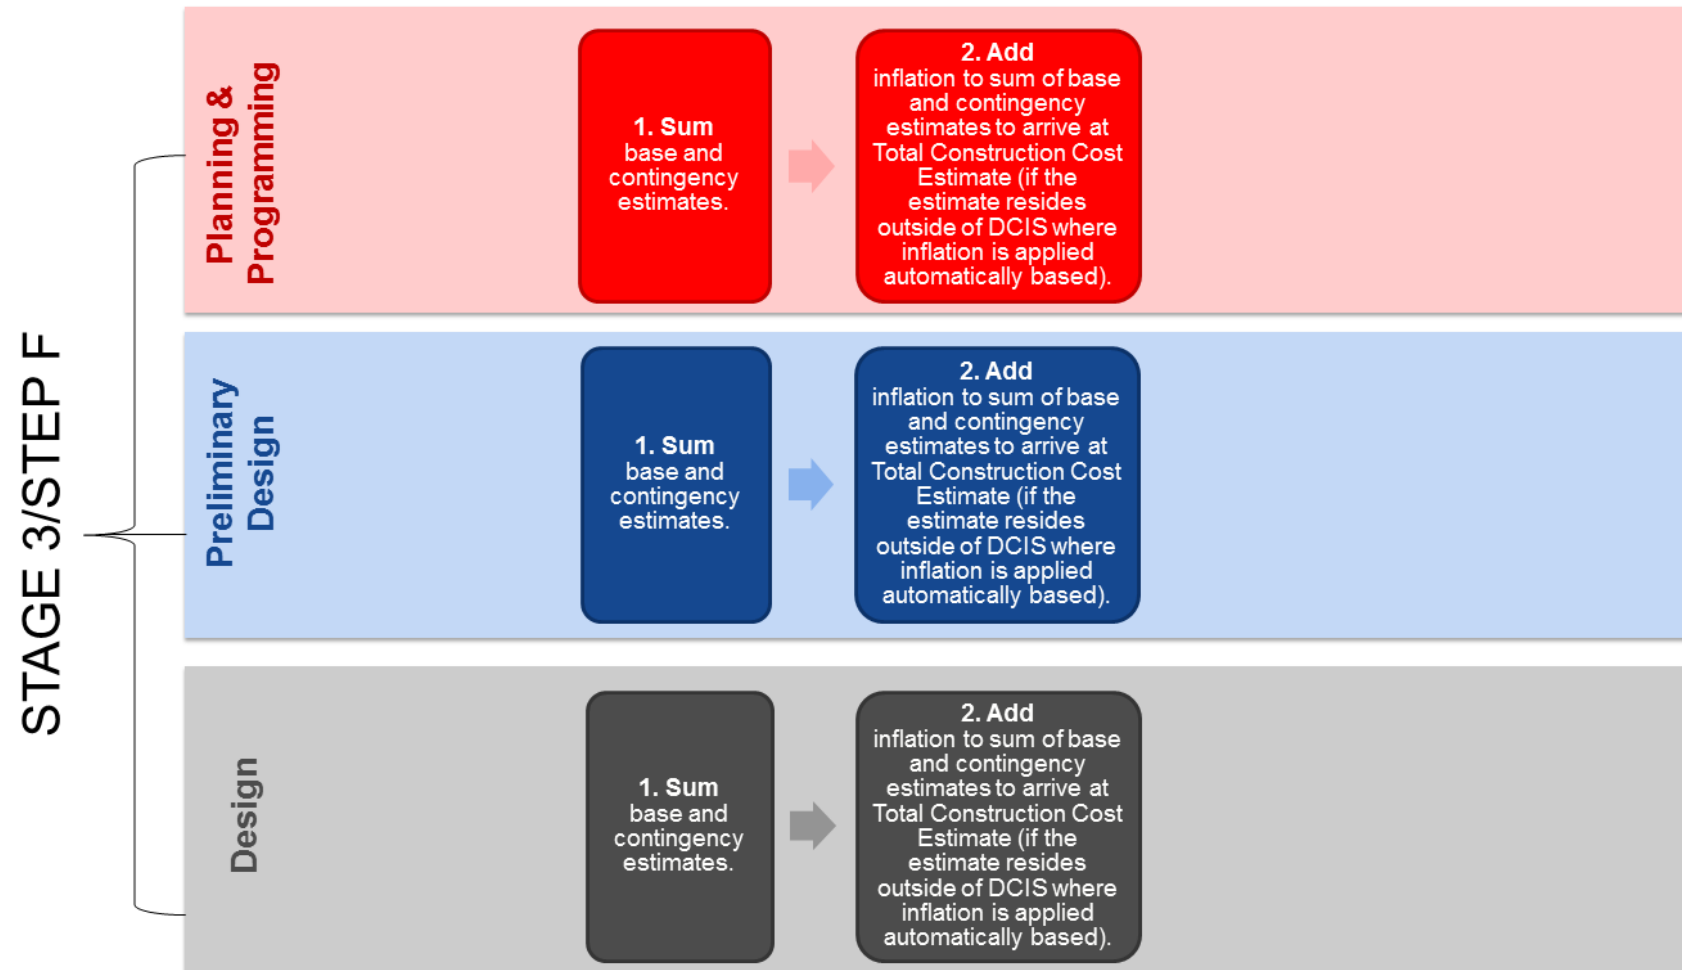 STAGE 3/STEP F
Planning &
Programming
1. Sum
base and
contingency
estimates.
2. Add
inflation to sum of base
and contingency
estimates to arrive at
Total Construction Cost
Estimate (if the
estimate resides
outside of DCIS where
inflation is applied
automatically based).
Preliminary
Design
1. Sum
base and
contingency
estimates.
2. Add
inflation to sum of base
and contingency
estimates to arrive at
Total Construction Cost
Estimate (if the
estimate resides
outside of DCIS where
inflation is applied
automatically based).
Design
1. Sum
base and
contingency
estimates.
2. Add
inflation to sum of base
and contingency
estimates to arrive at
Total Construction Cost
Estimate (if the
estimate resides
outside of DCIS where
inflation is applied
automatically based).